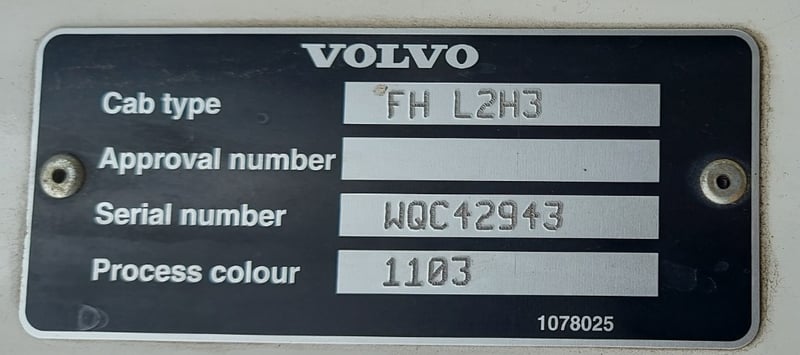 VOLVO
Cab type FH L2H3
Approval number
Serial number WQC42943
Process colour 1103
1078025